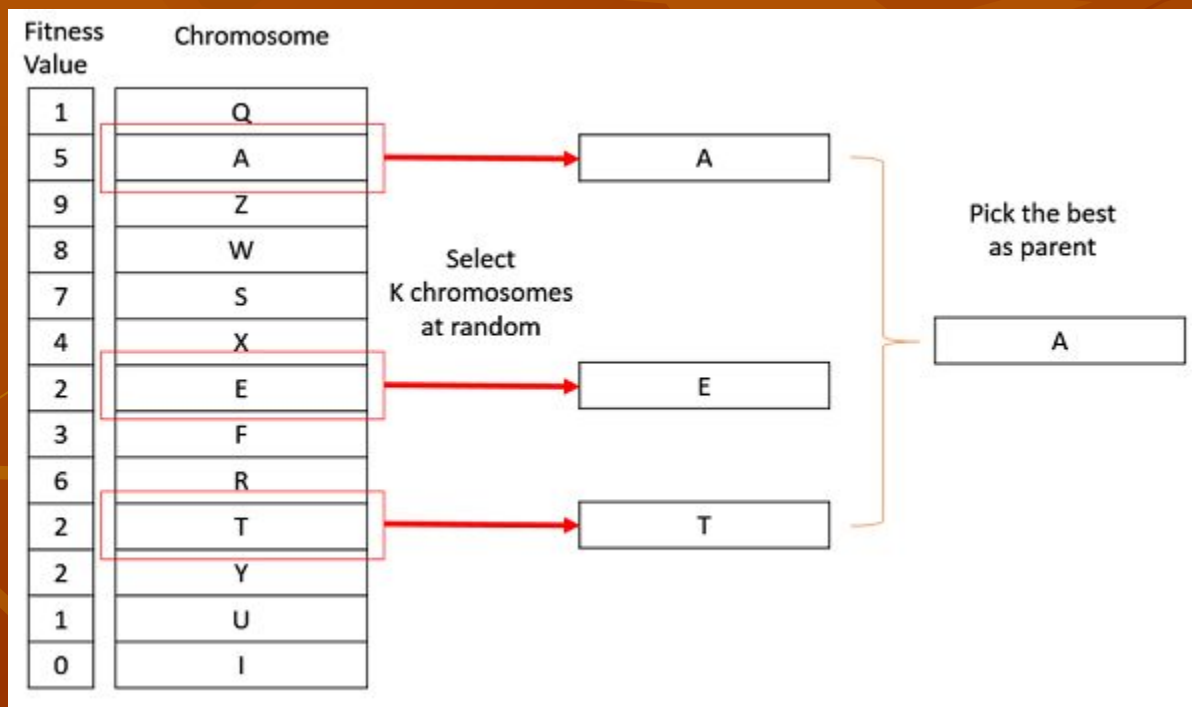 Fitness Value
Chromosome
1 Q
5 A
9 Z
8 W
7 S
4 X
2 E
3 F
6 R
2 T
2 Y
1 U
0 I
Select
K chromosomes
at random
A
E
T
Pick the best
as parent
A